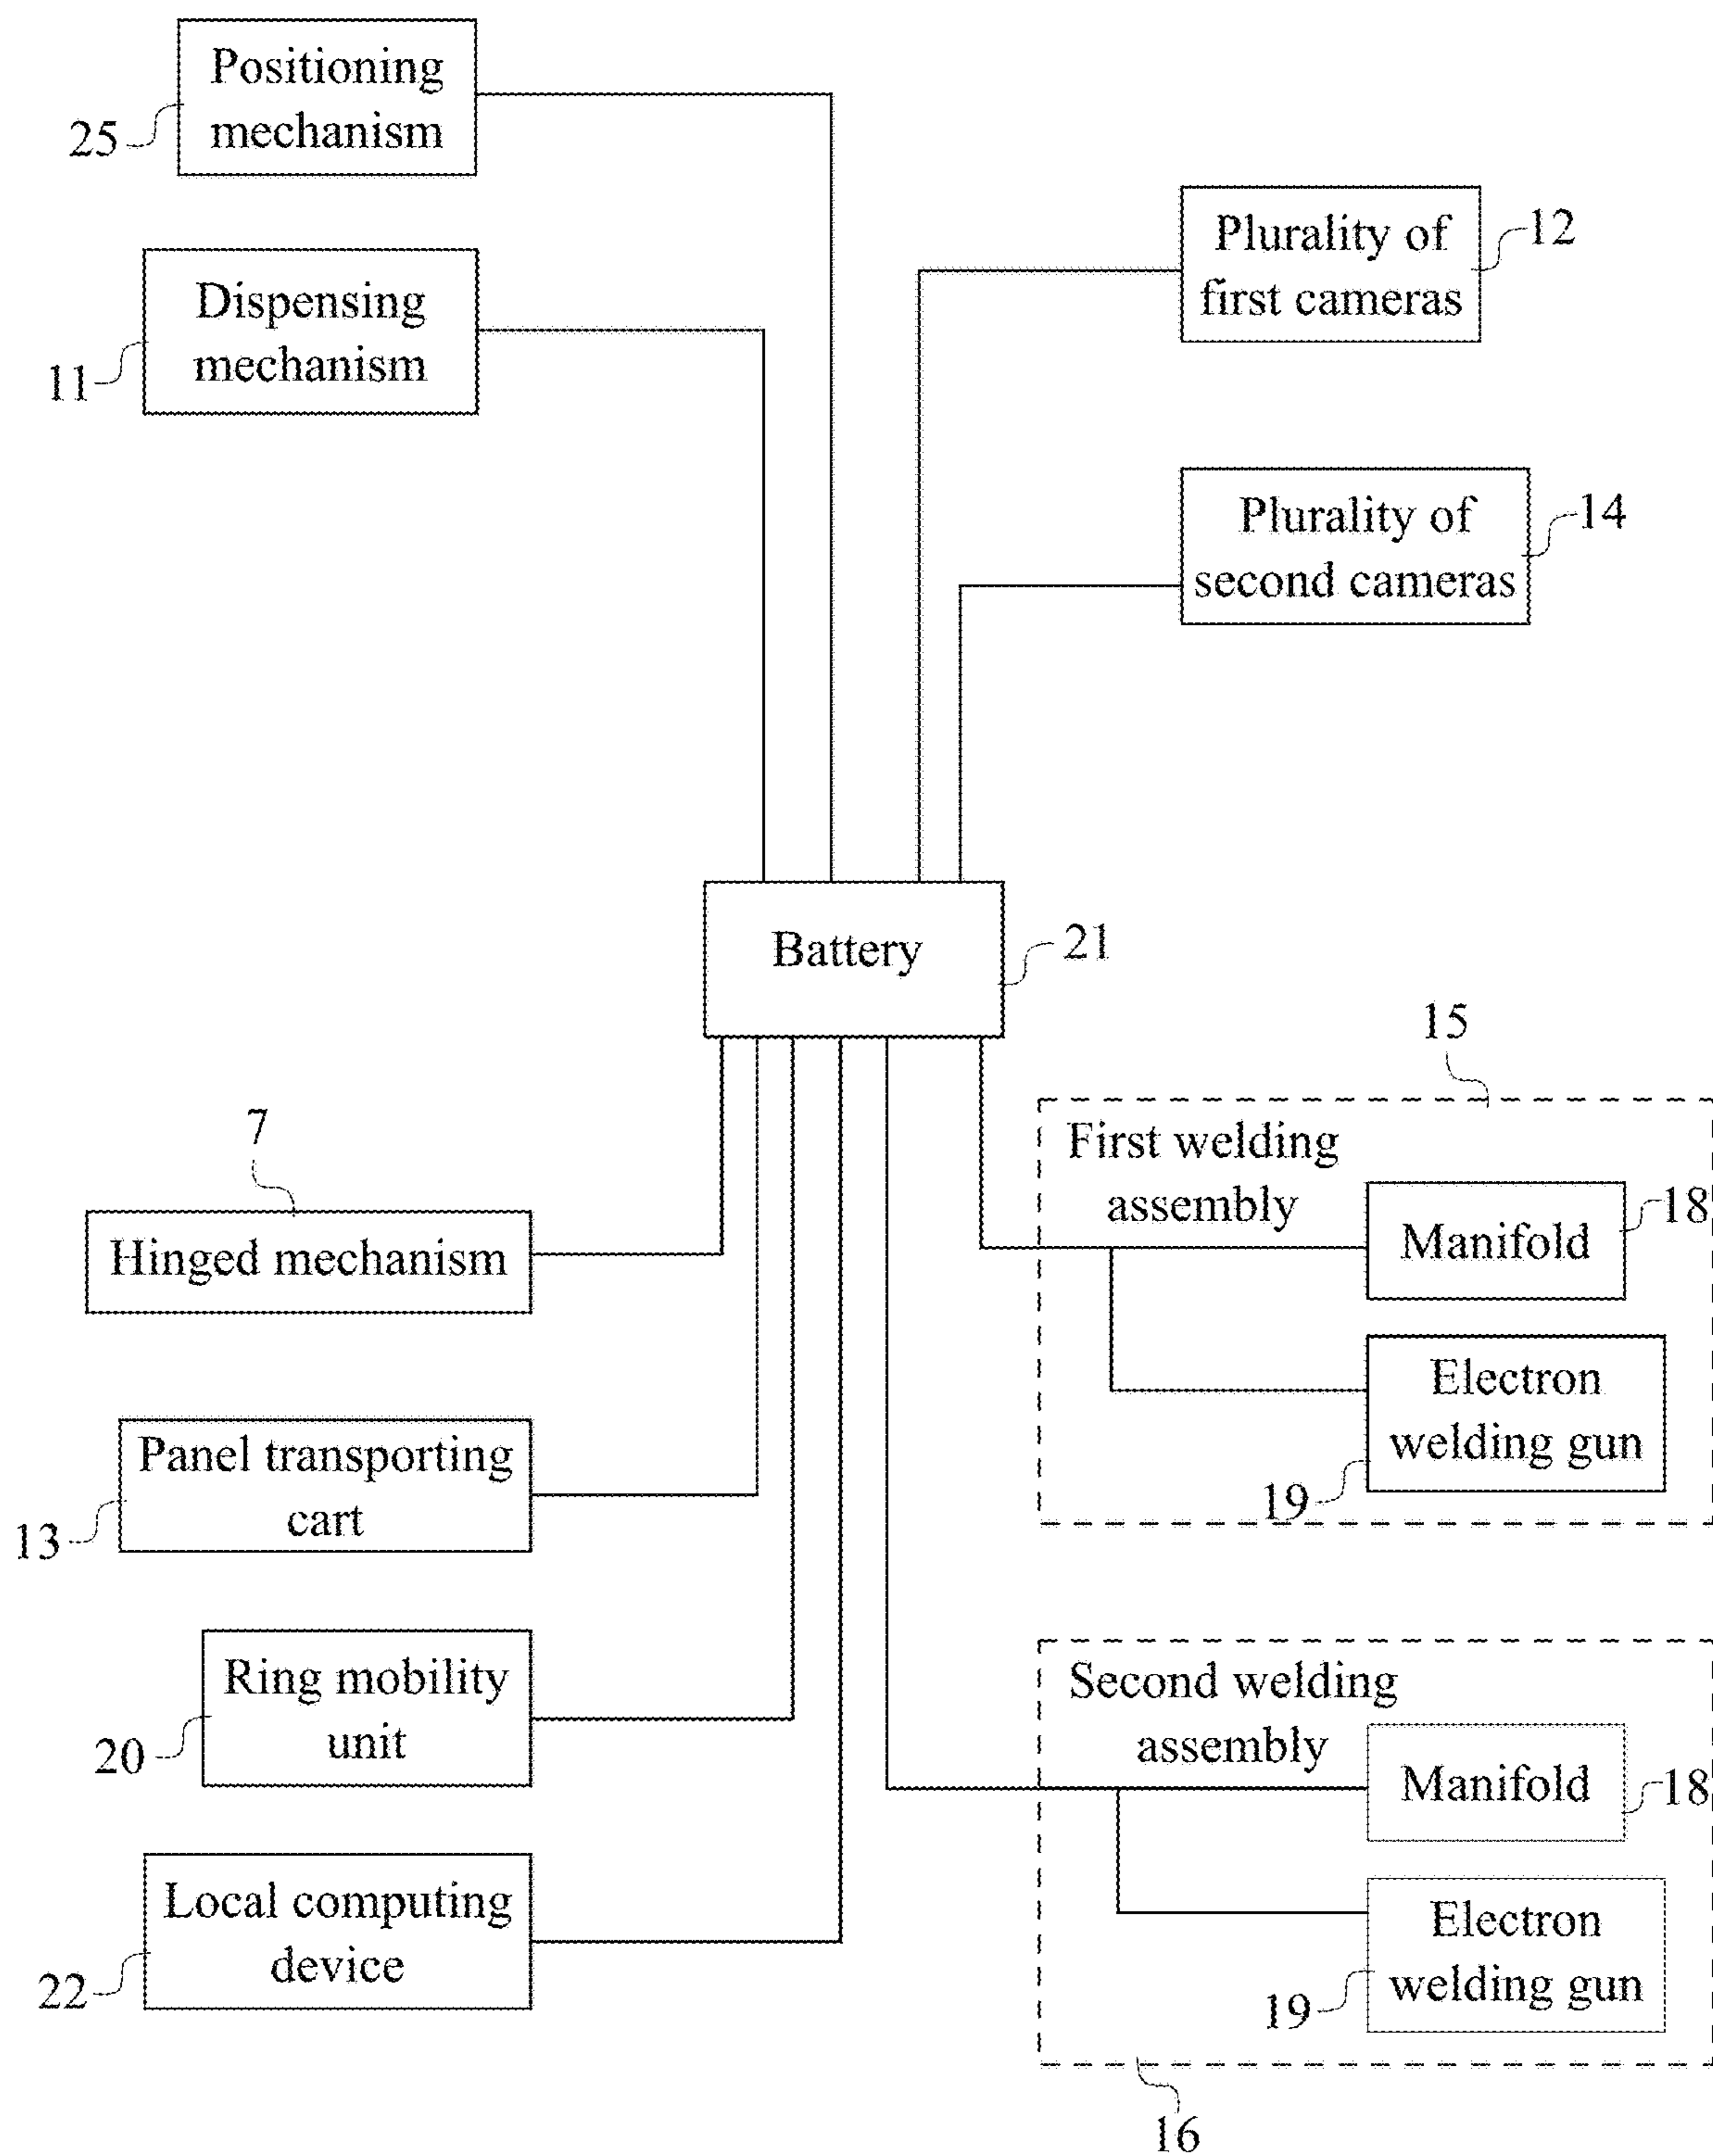 Positioning
mechanism
25
Plurality of
first cameras
12
Dispensing
mechanism
11
Plurality of
second cameras
14
Battery
21
15
First welding
assembly
Manifold
18
Electron
welding gun
19
7
Hinged mechanism
Panel transporting
cart
13
Ring mobility
unit
20
Second welding
assembly
Manifold
18
Electron
welding gun
19
16
Local computing
device
22